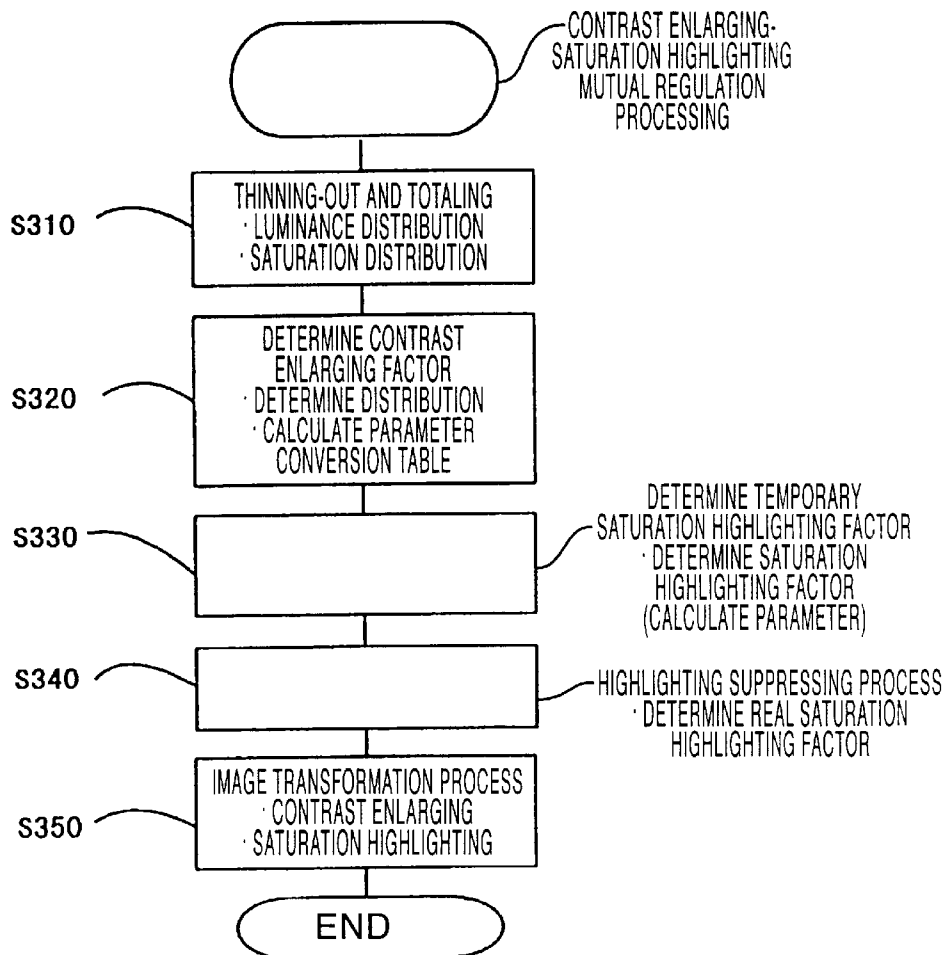 CONTRAST ENLARGING-
SATURATION HIGHLIGHTING
MUTUAL REGULATION
PROCESSING
S310
THINNING-OUT AND TOTALING
· LUMINANCE DISTRIBUTION
· SATURATION DISTRIBUTION
S320
DETERMINE CONTRAST
ENLARGING FACTOR
· DETERMINE DISTRIBUTION
· CALCULATE PARAMETER
CONVERSION TABLE
S330
DETERMINE TEMPORARY
SATURATION HIGHLIGHTING FACTOR
· DETERMINE SATURATION
HIGHLIGHTING FACTOR
(CALCULATE PARAMETER)
S340
HIGHLIGHTING SUPPRESSING PROCESS
· DETERMINE REAL SATURATION
HIGHLIGHTING FACTOR
S350
IMAGE TRANSFORMATION PROCESS
· CONTRAST ENLARGING
· SATURATION HIGHLIGHTING
END